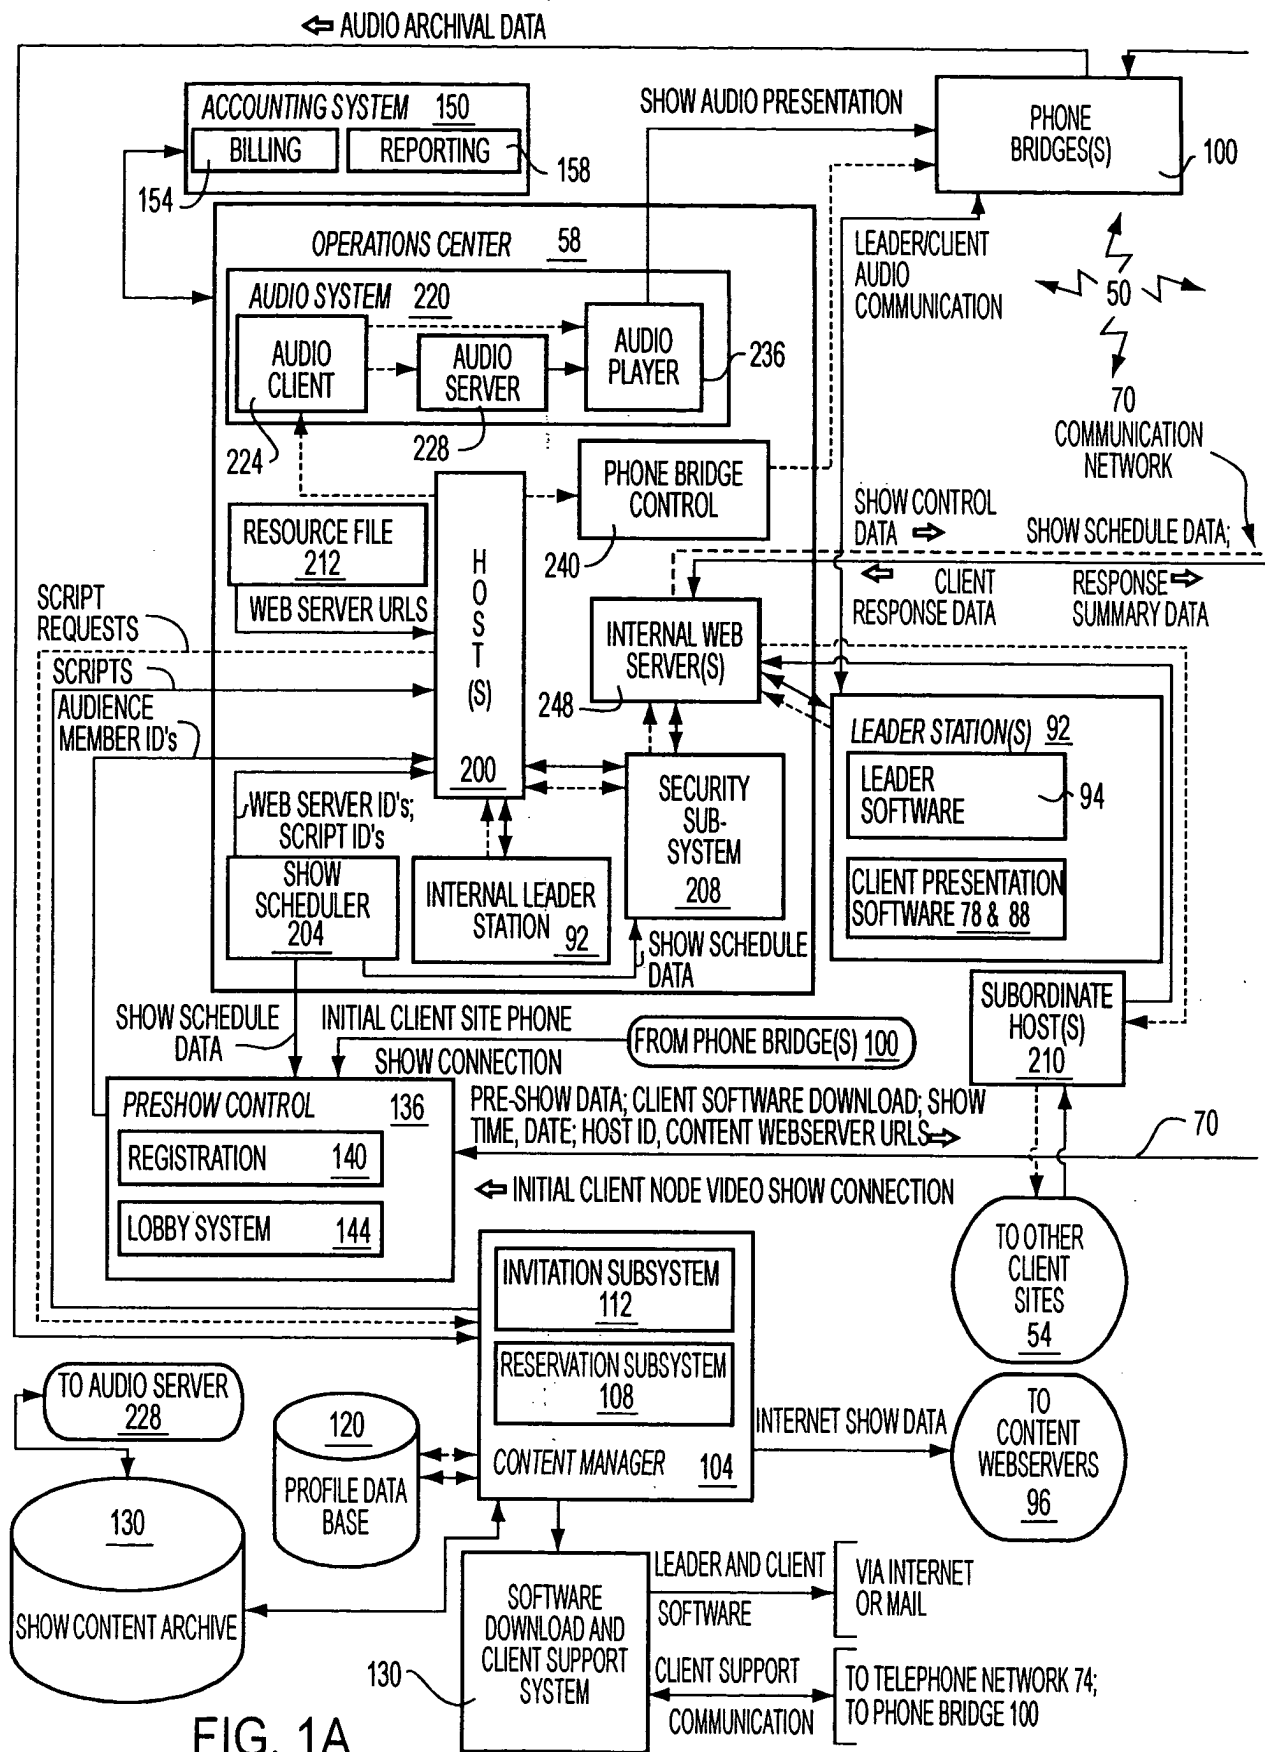 AUDIO ARCHIVAL DATA
ACCOUNTING SYSTEM 150
BILLING
REPORTING
154
158
SHOW AUDIO PRESENTATION
PHONE
BRIDGES(S)
100
OPERATIONS CENTER 58
AUDIO SYSTEM 220
AUDIO
CLIENT
AUDIO
SERVER
AUDIO
PLAYER
236
224
228
LEADER/CLIENT
AUDIO
COMMUNICATION
50
70
COMMUNICATION
NETWORK
PHONE BRIDGE
CONTROL
240
RESOURCE FILE
212
WEB SERVER URLS
HOST
(S)
200
SHOW CONTROL
DATA
SHOW SCHEDULE DATA;
CLIENT
RESPONSE DATA
RESPONSE
SUMMARY DATA
SCRIPT
REQUESTS
SCRIPTS
AUDIENCE
MEMBER ID's
INTERNAL WEB
SERVER(S)
248
LEADER STATION(S) 92
LEADER
SOFTWARE
94
CLIENT PRESENTATION
SOFTWARE 78 & 88
WEB SERVER ID's;
SCRIPT ID's
SECURITY
SUB-
SYSTEM
208
SHOW
SCHEDULER
204
INTERNAL LEADER
STATION 92
SHOW SCHEDULE
DATA
SUBORDINATE
HOST(S)
210
SHOW SCHEDULE
DATA
INITIAL CLIENT SITE PHONE
SHOW CONNECTION
FROM PHONE BRIDGE(S) 100
PRESHOW CONTROL 136
REGISTRATION 140
LOBBY SYSTEM 144
PRE-SHOW DATA; CLIENT SOFTWARE DOWNLOAD; SHOW
TIME, DATE; HOST ID, CONTENT WEBSERVER URLS
70
INITIAL CLIENT NODE VIDEO SHOW CONNECTION
TO OTHER
CLIENT
SITES
54
INVITATION SUBSYSTEM
112
RESERVATION SUBSYSTEM
108
CONTENT MANAGER 104
TO AUDIO SERVER
228
120
PROFILE DATA
BASE
INTERNET SHOW DATA
TO
CONTENT
WEBSERVERS
96
130
SHOW CONTENT ARCHIVE
SOFTWARE
DOWNLOAD AND
CLIENT SUPPORT
SYSTEM
130
LEADER AND CLIENT
SOFTWARE
VIA INTERNET
OR MAIL
CLIENT SUPPORT
COMMUNICATION
TO TELEPHONE NETWORK 74;
TO PHONE BRIDGE 100
FIG. 1A